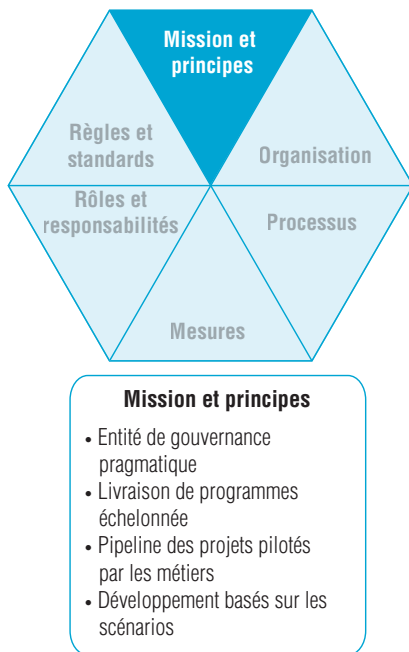 Mission et
principes
Règles et
standards
Organisation
Rôles et
responsabilités
Processus
Mesures
Mission et principes
• Entité de gouvernance
pragmatique
• Livraison de programmes
échelonnée
• Pipeline des projets pilotés
par les métiers
• Développement basés sur les
scénarios